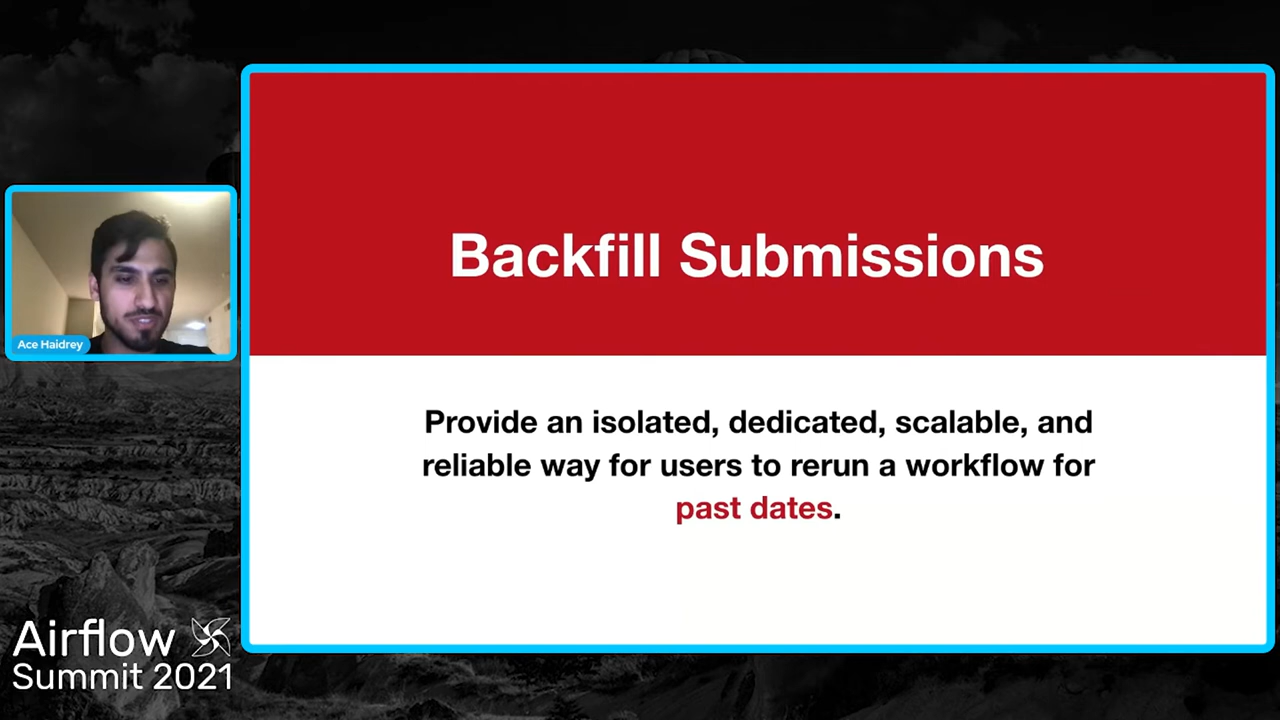 Backfill Submissions
Provide an isolated, dedicated, scalable, and
reliable way for users to rerun a workflow for
past dates.
Ace Haidrey
Airflow
Summit 2021